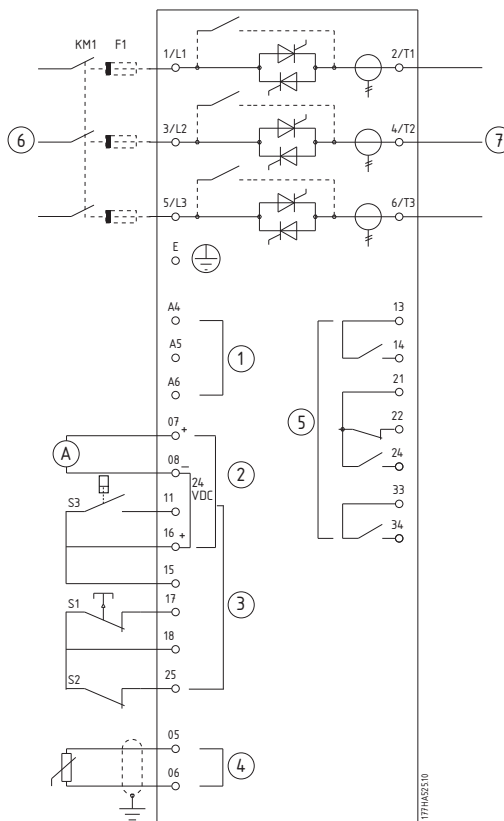 KM1 F1 1/L1 2/T1
6 3/L2 4/T2 7
5/L3 6/T3
E
A4 13
A5 1 14
A6 21
07 + 5 22
A 08 – 2 24
24 VDC
S3 11 33
16 + 34
15
S1 17 3
18
S2 25
05
4
06
177HA525.10